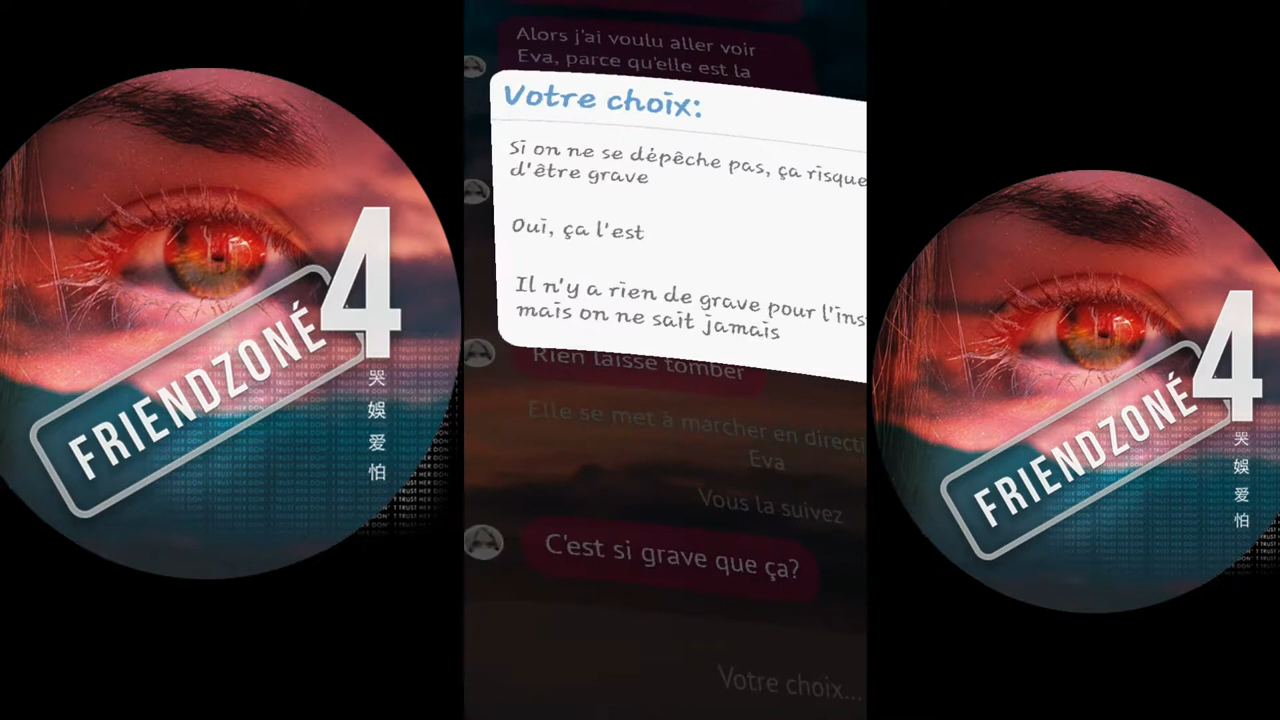 4
FRIENDZONÉ
哭
娛
爱
怕
Alors j'ai voulu aller voir
Eva, parce qu'elle est la
Votre choix:
Si on ne se dépêche pas, ça risque
d'être grave
Oui, ça l'est
Il n'y a rien de grave pour l'ins
mais on ne sait jamais
Rien laisse tomber
Elle se met à marcher en directi
Eva
Vous la suivez
C'est si grave que ça?
Votre choix...
4
FRIENDZONÉ
哭
娛
爱
怕